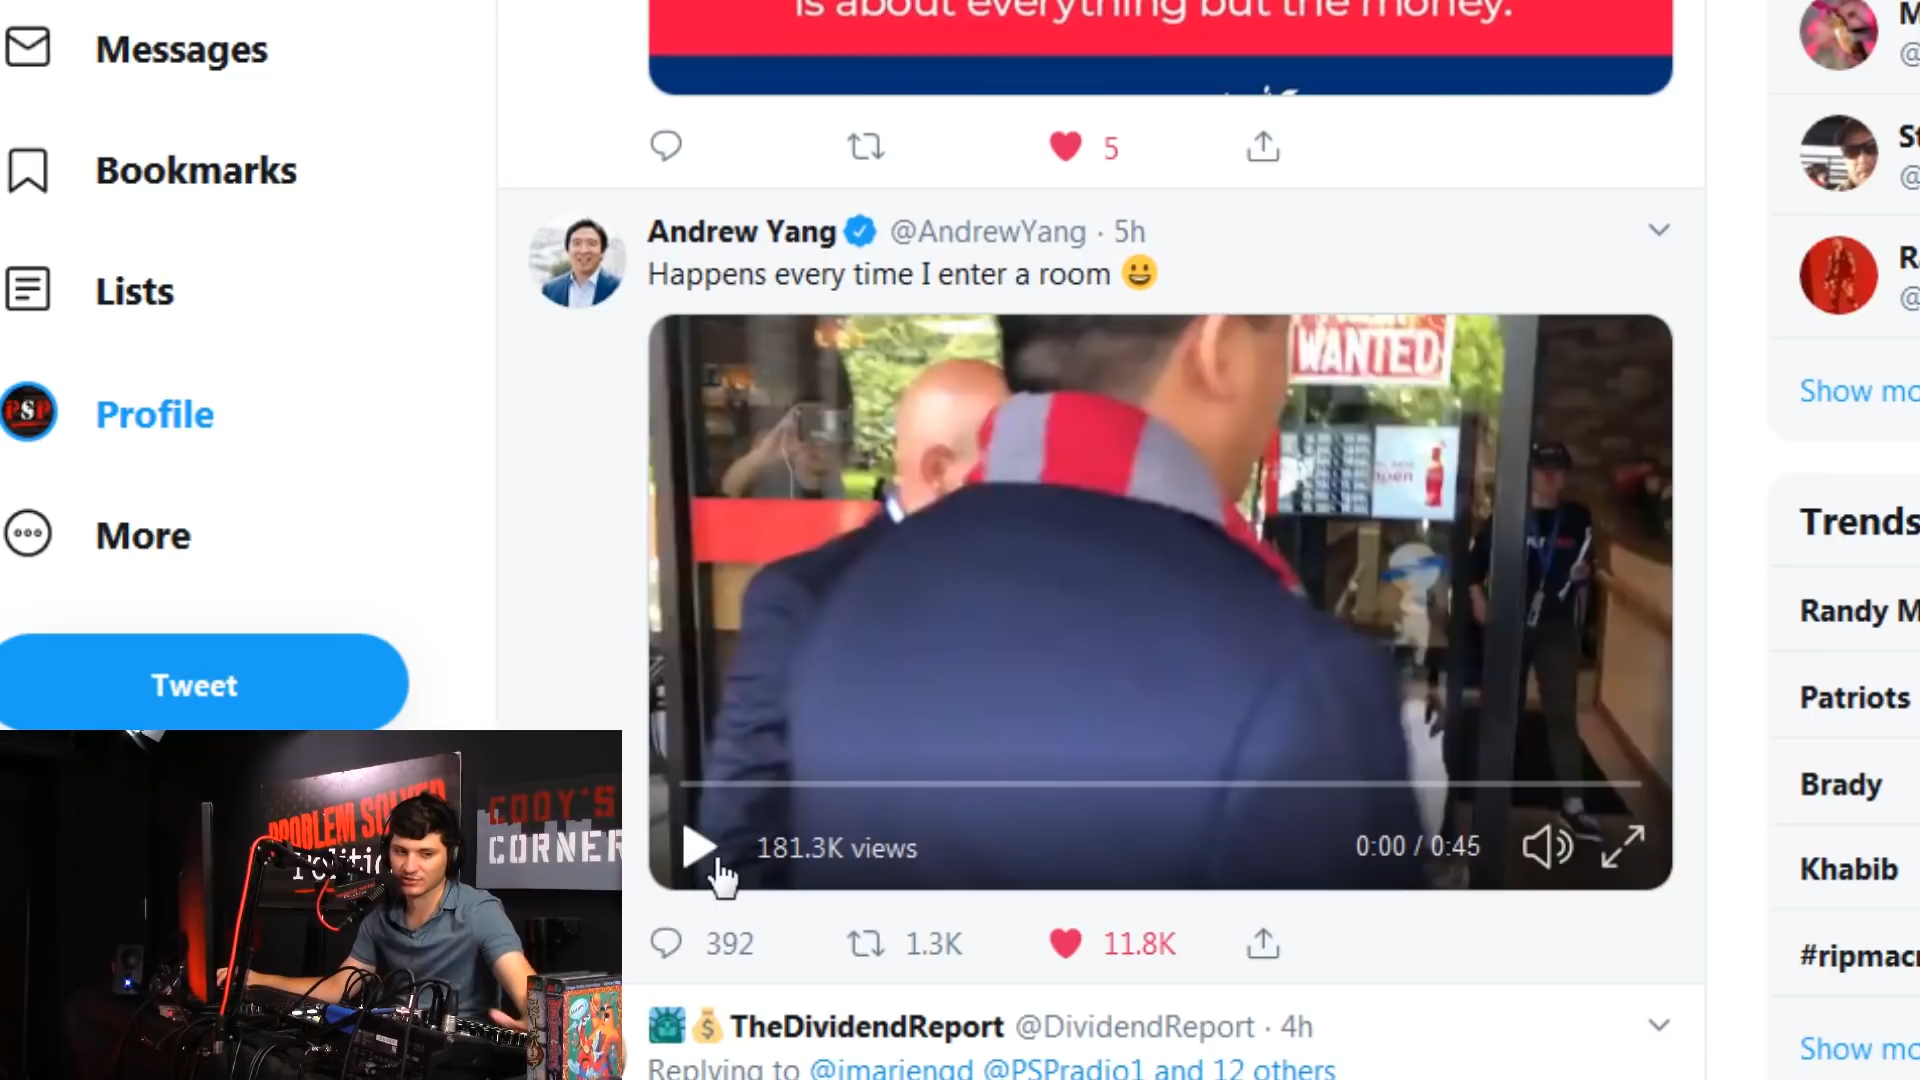 is about everything but the money.
Messages
Bookmarks
Lists
Profile
More
Tweet
5
Andrew Yang @AndrewYang · 5h
Happens every time I enter a room 😀
WANTED
181.3K views
0:00 / 0:45
392
1.3K
11.8K
TheDividendReport @DividendReport · 4h
Replying to @jmariengd @PSPradio1 and 12 others
PSP
PROBLEM
CODY'S
CORNER
Show mo
Trends
Randy M
Patriots
Brady
Khabib
#ripmac
Show mo